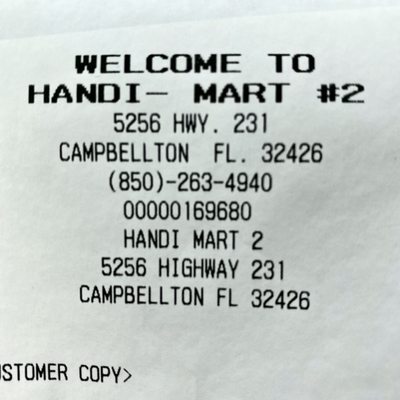 WELCOME TO
HANDI- MART #2
5256 HWY. 231
CAMPBELLTON FL. 32426
(850)-263-4940
00000169680
HANDI MART 2
5256 HIGHWAY 231
CAMPBELLTON FL 32426
USTOMER COPY>